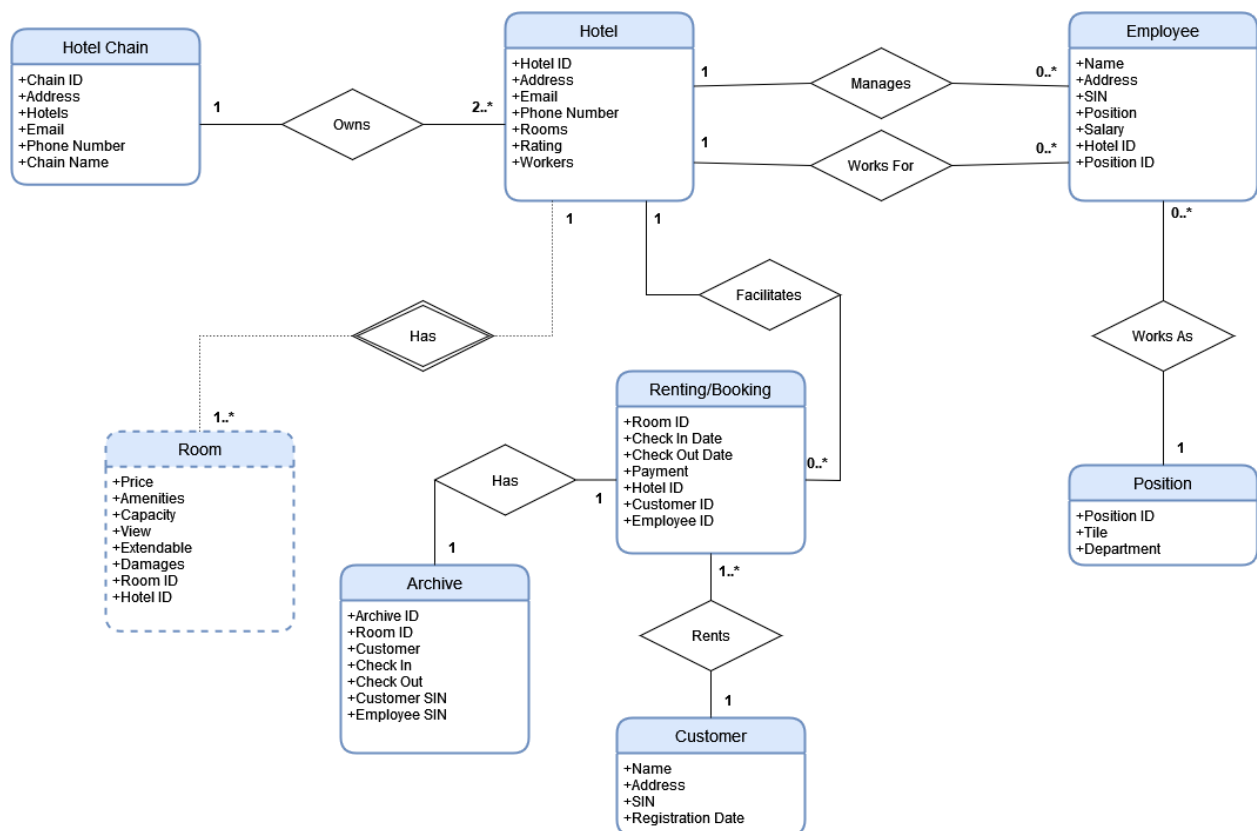 Hotel Chain
+Chain ID
+Address
+Hotels
+Email
+Phone Number
+Chain Name
1
Owns
2..*
Hotel
+Hotel ID
+Address
+Email
+Phone Number
+Rooms
+Rating
+Workers
1
Manages
0..*
1
Works For
0..*
Employee
+Name
+Address
+SIN
+Position
+Salary
+Hotel ID
+Position ID
1
Has
1..*
1
Facilitates
0..*
0..*
Works As
1
Room
+Price
+Amenities
+Capacity
+View
+Extendable
+Damages
+Room ID
+Hotel ID
Renting/Booking
+Room ID
+Check In Date
+Check Out Date
+Payment
+Hotel ID
+Customer ID
+Employee ID
Position
+Position ID
+Tile
+Department
1
Has
1
Archive
+Archive ID
+Room ID
+Customer
+Check In
+Check Out
+Customer SIN
+Employee SIN
1..*
Rents
1
Customer
+Name
+Address
+SIN
+Registration Date